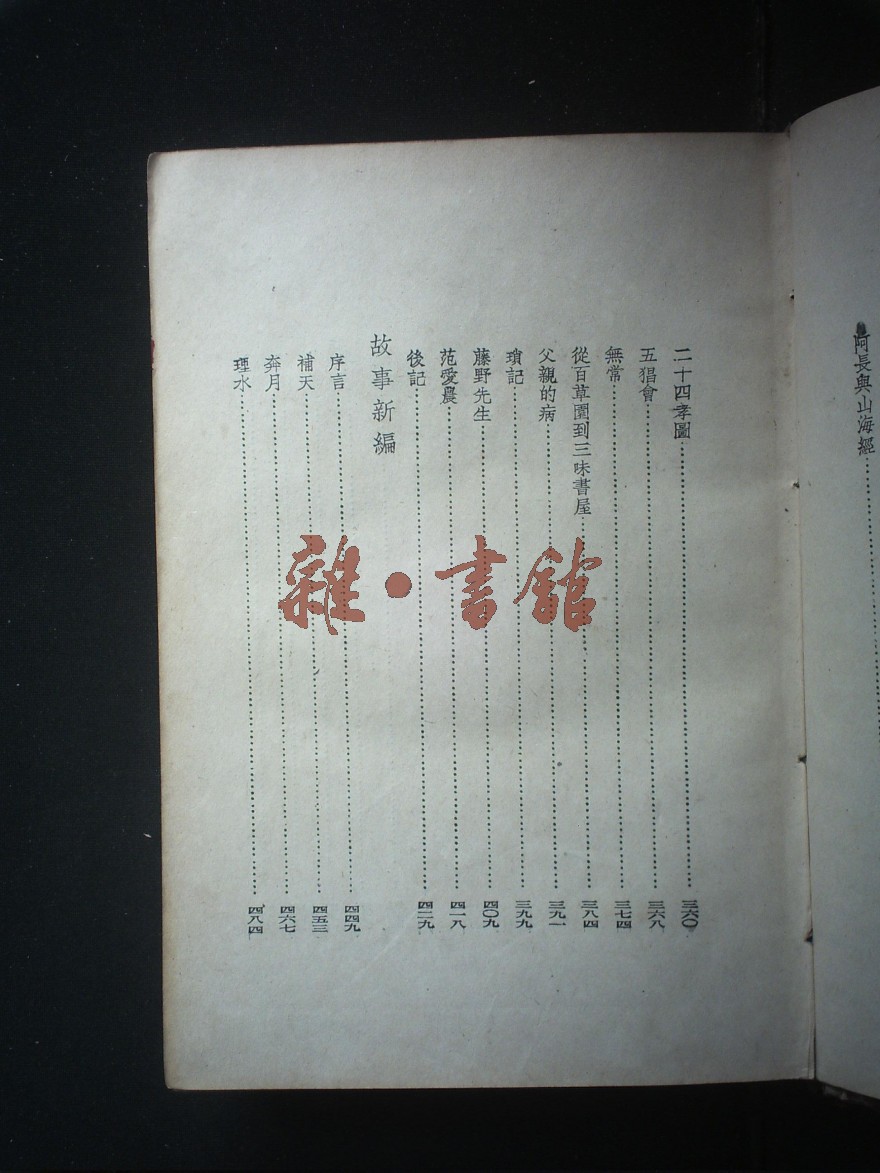 阿長與山海經
二十四孝圖 三六〇
五猖會 三六八
無常 三七四
從百草園到三味書屋 三八四
父親的病 三九一
瑣記 三九九
藤野先生 四〇九
范愛農 四一八
後記 四二九
故事新編
序言 四四九
補天 四五三
奔月 四六七
理水 四八四
雜·書館